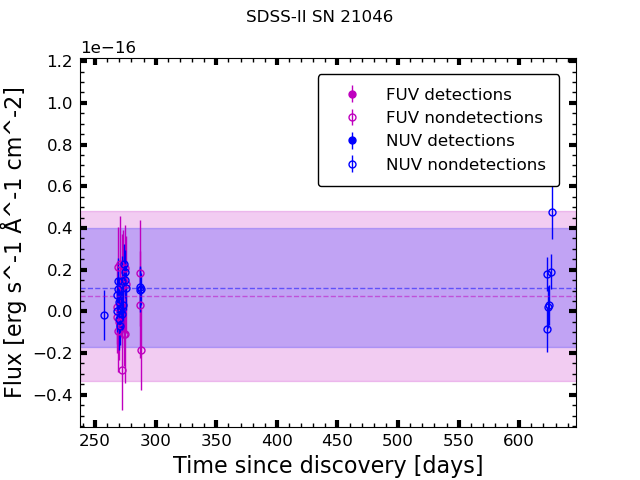 SDSS-II SN 21046
1e−16
1.2
1.0
0.8
0.6
0.4
0.2
0.0
−0.2
−0.4
Flux [erg s^-1 Å^-1 cm^-2]
FUV detections
FUV nondetections
NUV detections
NUV nondetections
250 300 350 400 450 500 550 600
Time since discovery [days]